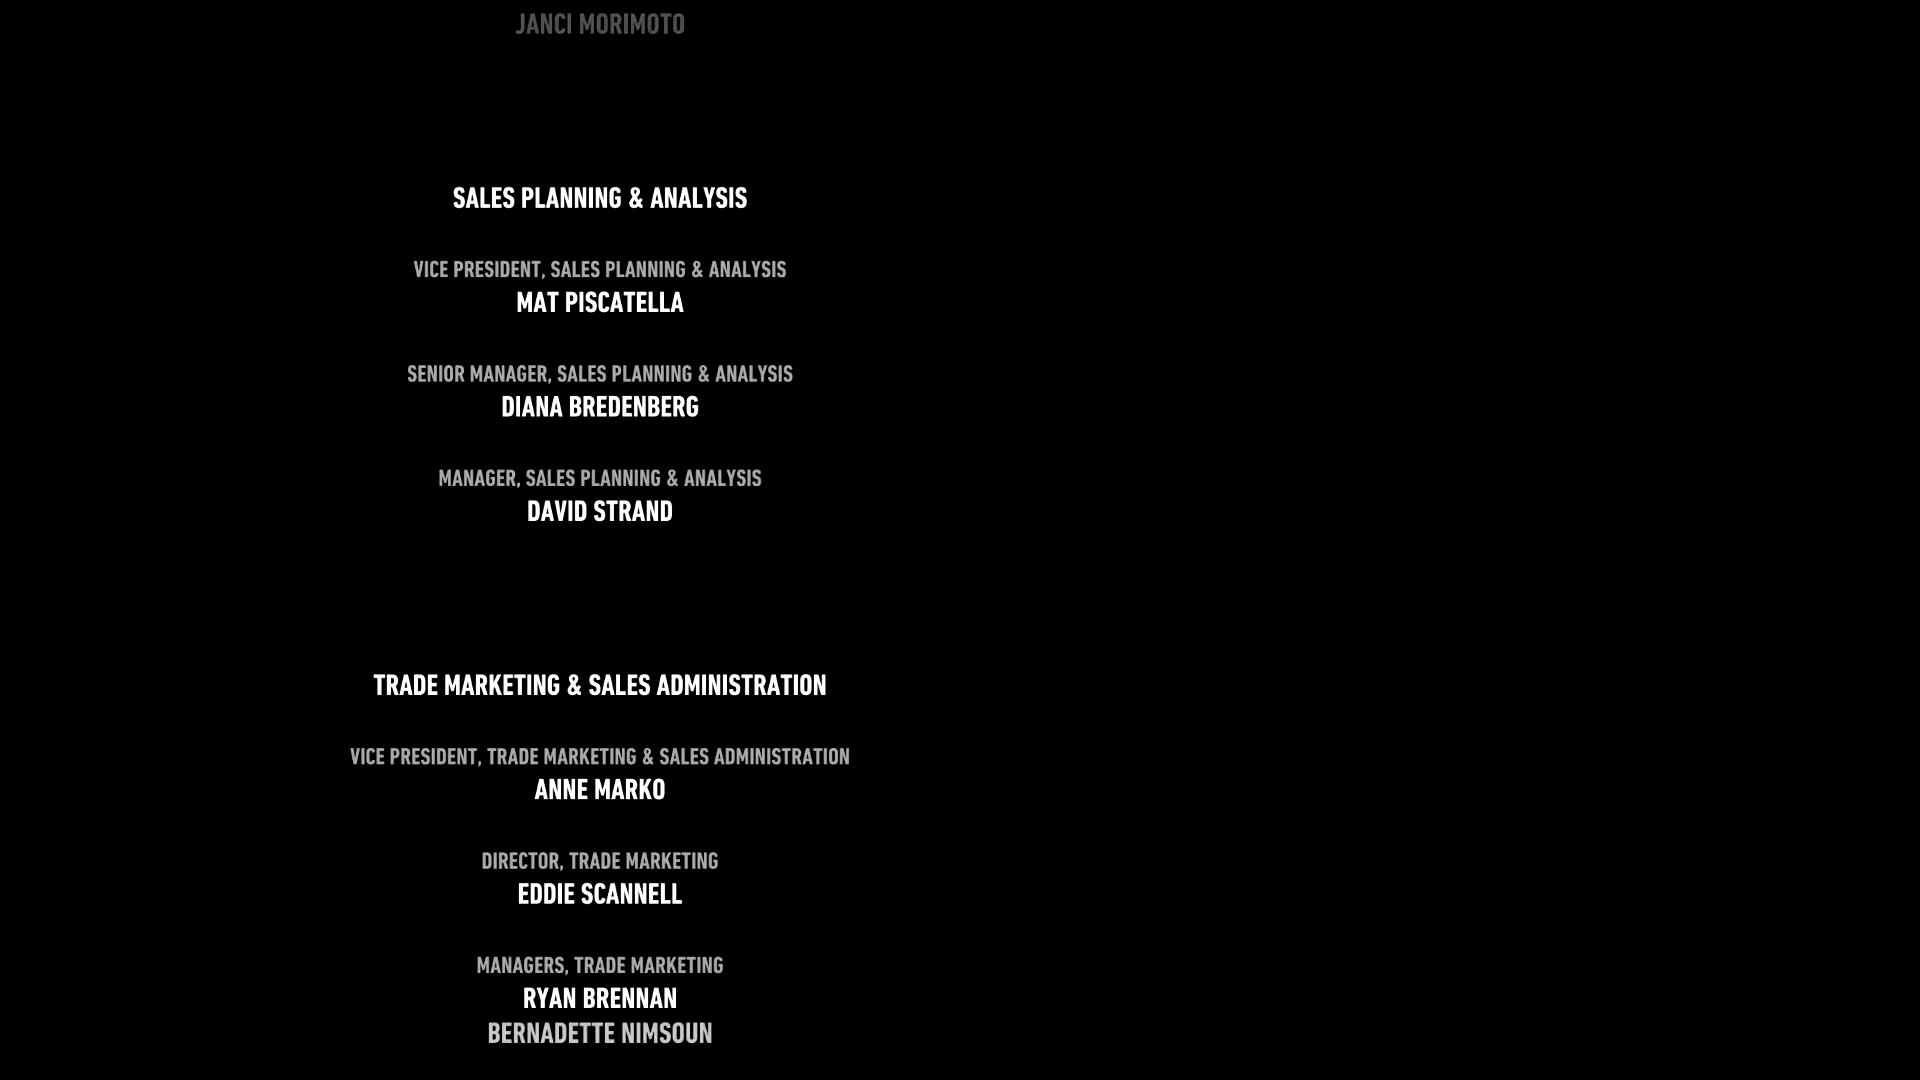 JANCI MORIMOTO
SALES PLANNING & ANALYSIS
VICE PRESIDENT, SALES PLANNING & ANALYSIS
MAT PISCATELLA
SENIOR MANAGER, SALES PLANNING & ANALYSIS
DIANA BREDENBERG
MANAGER, SALES PLANNING & ANALYSIS
DAVID STRAND
TRADE MARKETING & SALES ADMINISTRATION
VICE PRESIDENT, TRADE MARKETING & SALES ADMINISTRATION
ANNE MARKO
DIRECTOR, TRADE MARKETING
EDDIE SCANNELL
MANAGERS, TRADE MARKETING
RYAN BRENNAN
BERNADETTE NIMSOUN